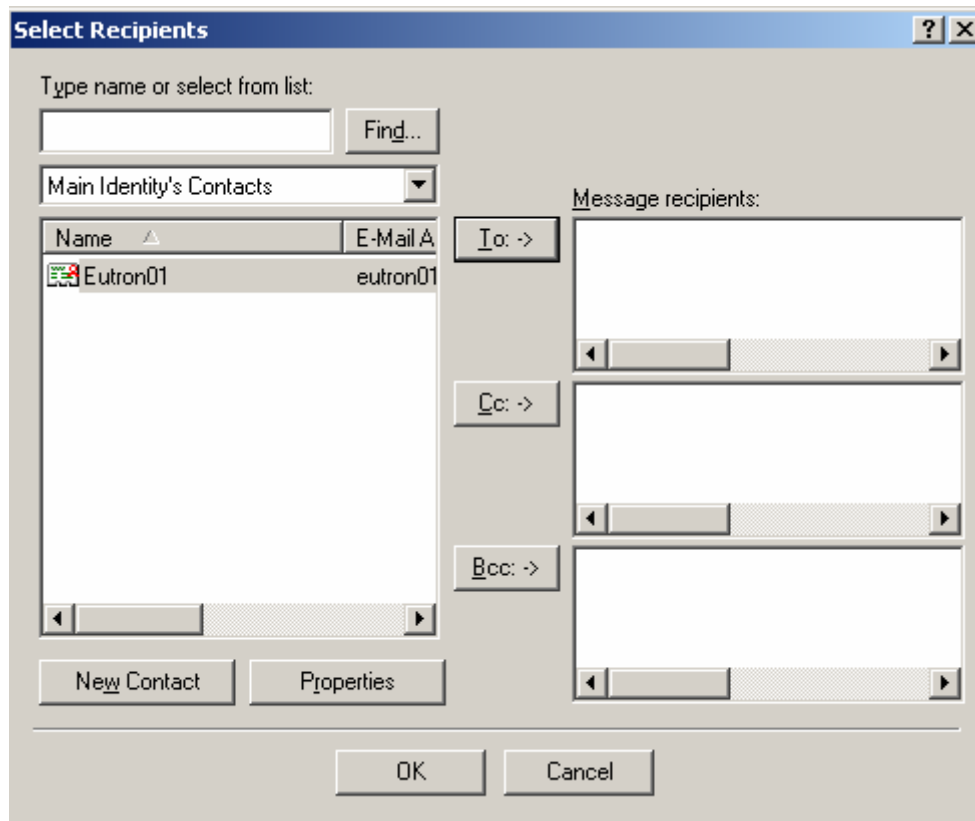 Select Recipients
Type name or select from list:
Find...
Main Identity's Contacts
Message recipients:
Name E-Mail A
To: ->
Eutron01 eutron01
Cc: ->
Bcc: ->
New Contact Properties
OK Cancel